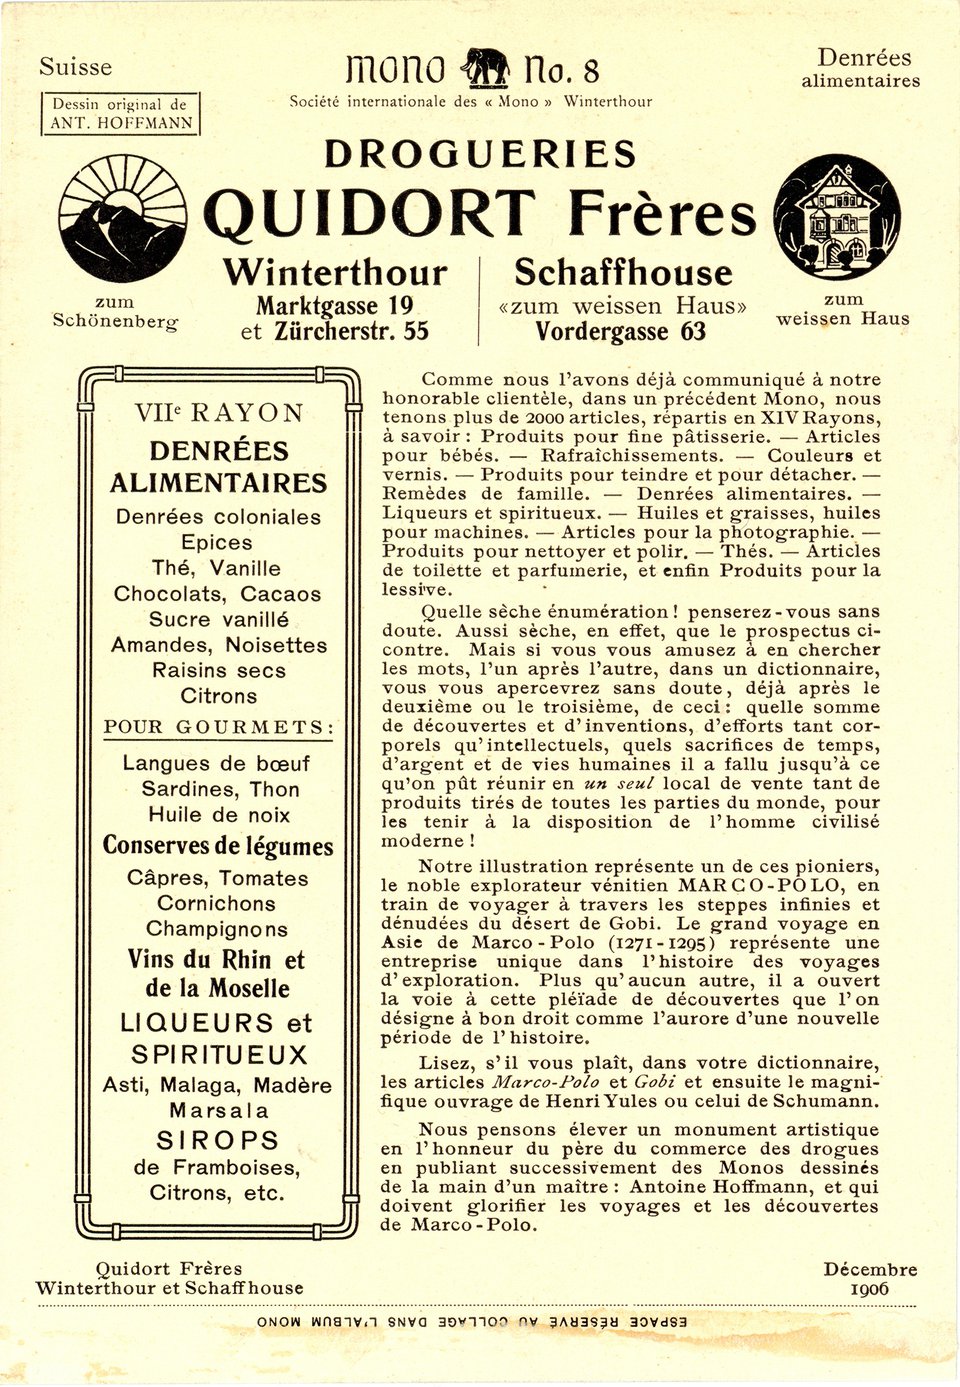 Suisse
mono No. 8
Denrées
alimentaires
Société internationale des « Mono » Winterthour
Dessin original de
ANT. HOFFMANN
DROGUERIES
QUIDORT Frères
Winterthour
Marktgasse 19
et Zürcherstr. 55
Schaffhouse
«zum weissen Haus»
Vordergasse 63
zum
Schönenberg
zum
weissen Haus
VIIe RAYON
DENRÉES
ALIMENTAIRES
Denrées coloniales
Epices
Thé, Vanille
Chocolats, Cacaos
Sucre vanillé
Amandes, Noisettes
Raisins secs
Citrons
POUR GOURMETS:
Langues de bœuf
Sardines, Thon
Huile de noix
Conserves de légumes
Câpres, Tomates
Cornichons
Champignons
Vins du Rhin et
de la Moselle
LIQUEURS et
SPIRITUEUX
Asti, Malaga, Madère
Marsala
SIROPS
de Framboises,
Citrons, etc.
Comme nous l'avons déjà communiqué à notre
honorable clientèle, dans un précédent Mono, nous
tenons plus de 2000 articles, répartis en XIV Rayons,
à savoir : Produits pour fine pâtisserie. — Articles
pour bébés. — Rafraîchissements. — Couleurs et
vernis. — Produits pour teindre et pour détacher. —
Remèdes de famille. — Denrées alimentaires. —
Liqueurs et spiritueux. — Huiles et graisses, huiles
pour machines. — Articles pour la photographie. —
Produits pour nettoyer et polir. — Thés. — Articles
de toilette et parfumerie, et enfin Produits pour la
lessive.
Quelle sèche énumération ! penserez-vous sans
doute. Aussi sèche, en effet, que le prospectus ci-
contre. Mais si vous vous amusez à en chercher
les mots, l'un après l'autre, dans un dictionnaire,
vous vous apercevrez sans doute, déjà après le
deuxième ou le troisième, de ceci : quelle somme
de découvertes et d'inventions, d'efforts tant cor-
porels qu'intellectuels, quels sacrifices de temps,
d'argent et de vies humaines il a fallu jusqu'à ce
qu'on pût réunir en un seul local de vente tant de
produits tirés de toutes les parties du monde, pour
les tenir à la disposition de l'homme civilisé
moderne !
Notre illustration représente un de ces pioniers,
le noble explorateur vénitien MARCO-POLO, en
train de voyager à travers les steppes infinies et
dénudées du désert de Gobi. Le grand voyage en
Asie de Marco-Polo (1271-1295) représente une
entreprise unique dans l'histoire des voyages
d'exploration. Plus qu'aucun autre, il a ouvert
la voie à cette pléïade de découvertes que l'on
désigne à bon droit comme l'aurore d'une nouvelle
période de l'histoire.
Lisez, s'il vous plaît, dans votre dictionnaire,
les articles Marco-Polo et Gobi et ensuite le magni-
fique ouvrage de Henri Yules ou celui de Schumann.
Nous pensons élever un monument artistique
en l'honneur du père du commerce des drogues
en publiant successivement des Monos dessinés
de la main d'un maître : Antoine Hoffmann, et qui
doivent glorifier les voyages et les découvertes
de Marco-Polo.
Quidort Frères
Winterthour et Schaffhouse
Décembre
1906
ESPACE RÉSERVÉ AU COLLAGE DANS L'ALBUM MONO